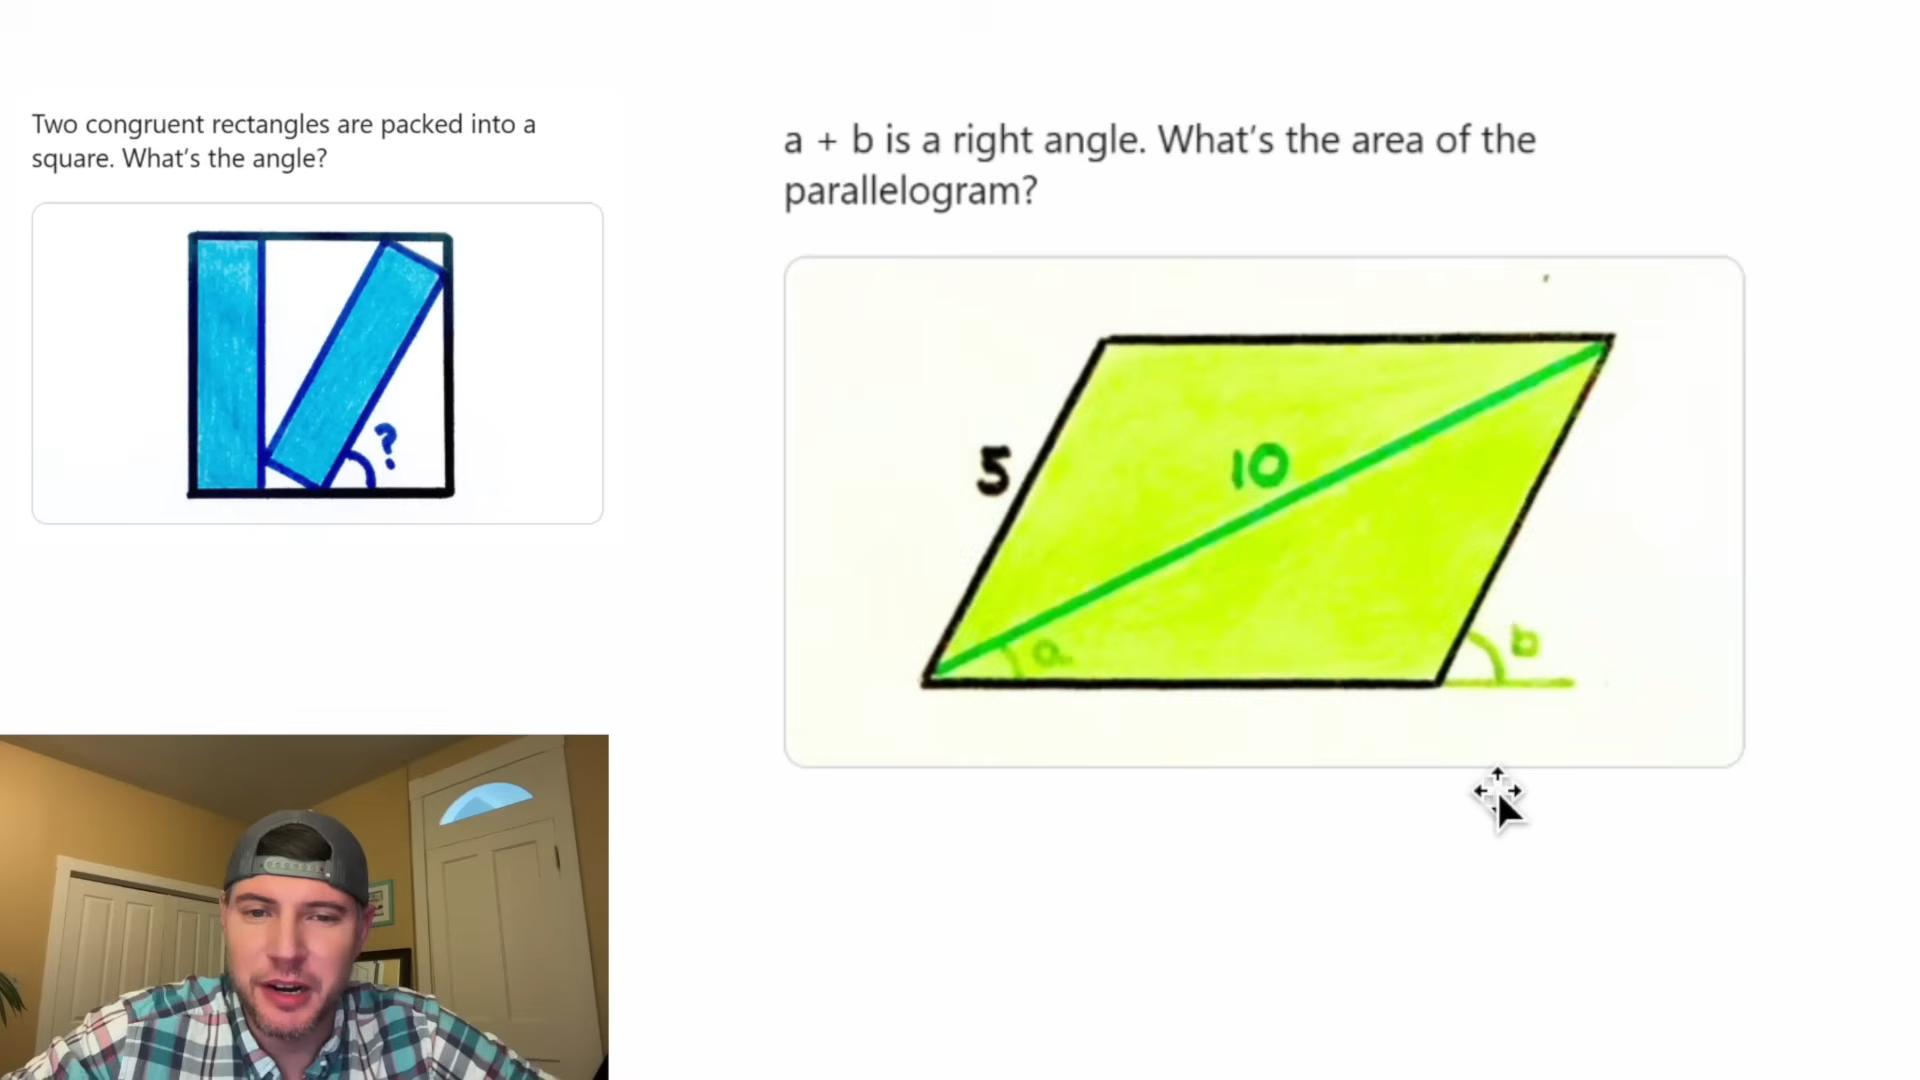 Two congruent rectangles are packed into a
square. What's the angle?
?
a + b is a right angle. What's the area of the
parallelogram?
5
10
a
b